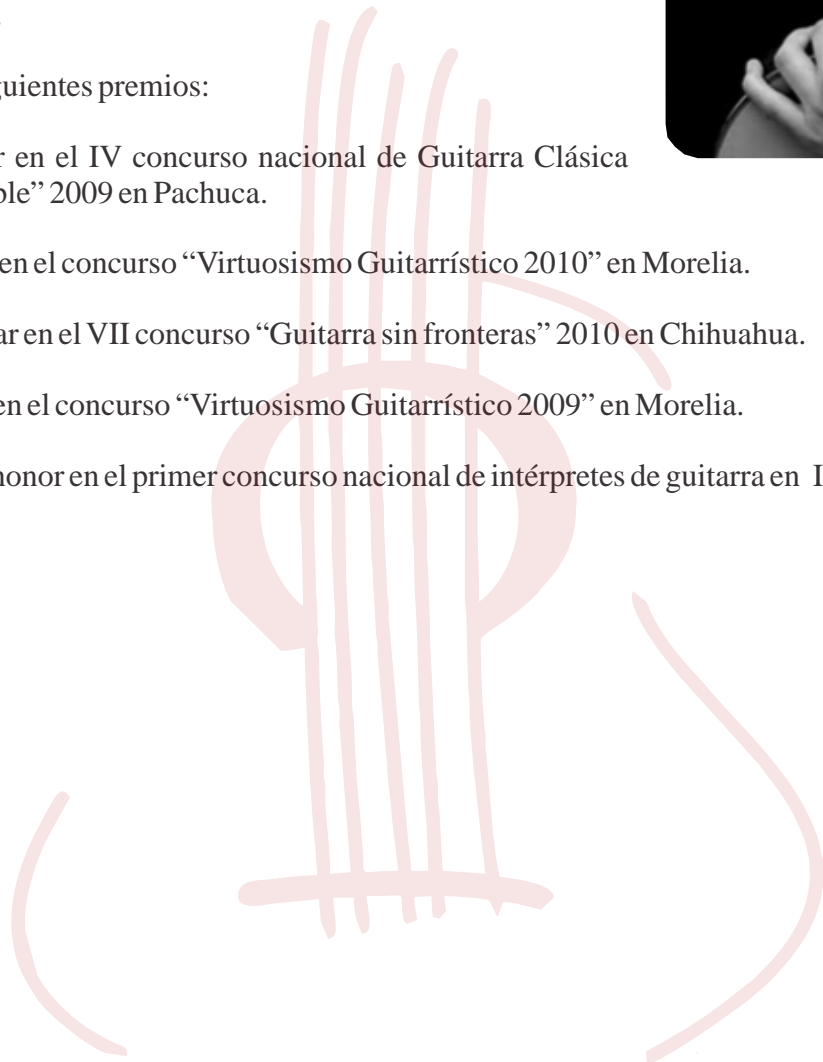 guientes premios:
r en el IV concurso nacional de Guitarra Clásica
ble” 2009 en Pachuca.
en el concurso “Virtuosismo Guitarrístico 2010” en Morelia.
ar en el VII concurso “Guitarra sin fronteras” 2010 en Chihuahua.
en el concurso “Virtuosismo Guitarrístico 2009” en Morelia.
honor en el primer concurso nacional de intérpretes de guitarra en